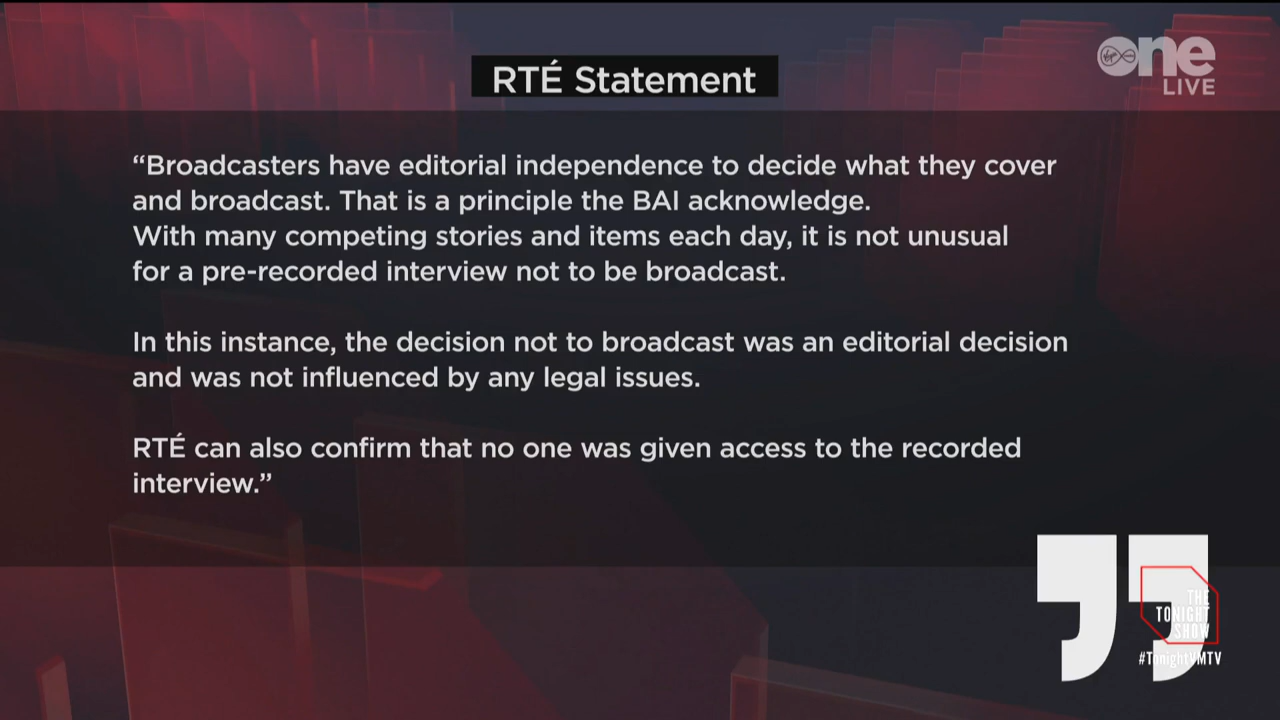 one
LIVE
RTÉ Statement
“Broadcasters have editorial independence to decide what they cover
and broadcast. That is a principle the BAI acknowledge.
With many competing stories and items each day, it is not unusual
for a pre-recorded interview not to be broadcast.
In this instance, the decision not to broadcast was an editorial decision
and was not influenced by any legal issues.
RTÉ can also confirm that no one was given access to the recorded
interview.”
THE
TONIGHT
SHOW
#TonightVMTV